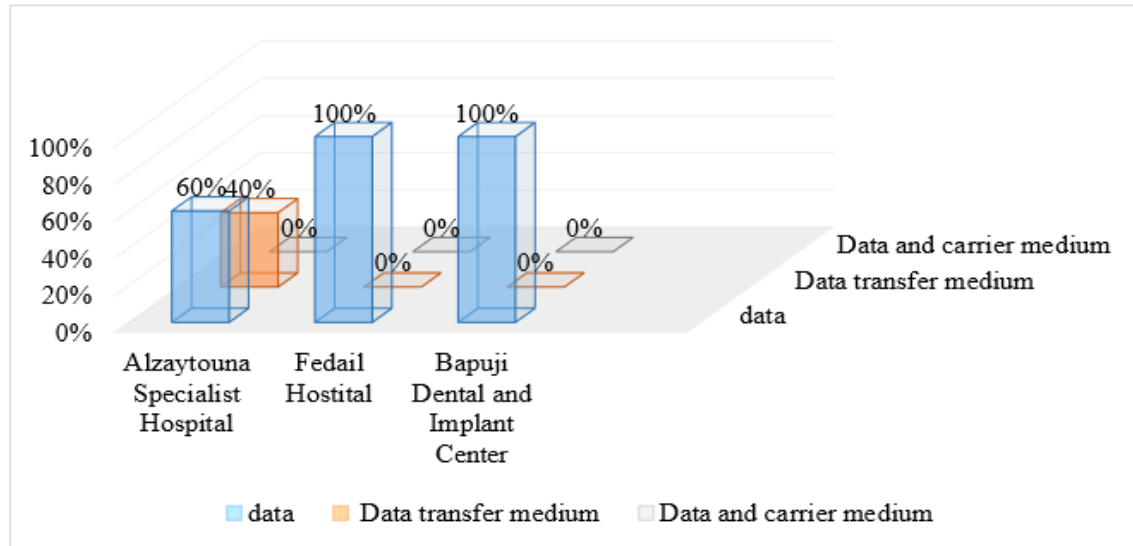 100% 100%
100%
80%
60% 40%
60%
0% 0% 0%
40%
0% 0%
20%
0%
Data and carrier medium
Data transfer medium
data
Alzaytouna
Specialist
Hospital
Fedail
Hostital
Bapuji
Dental and
Implant
Center
data Data transfer medium Data and carrier medium